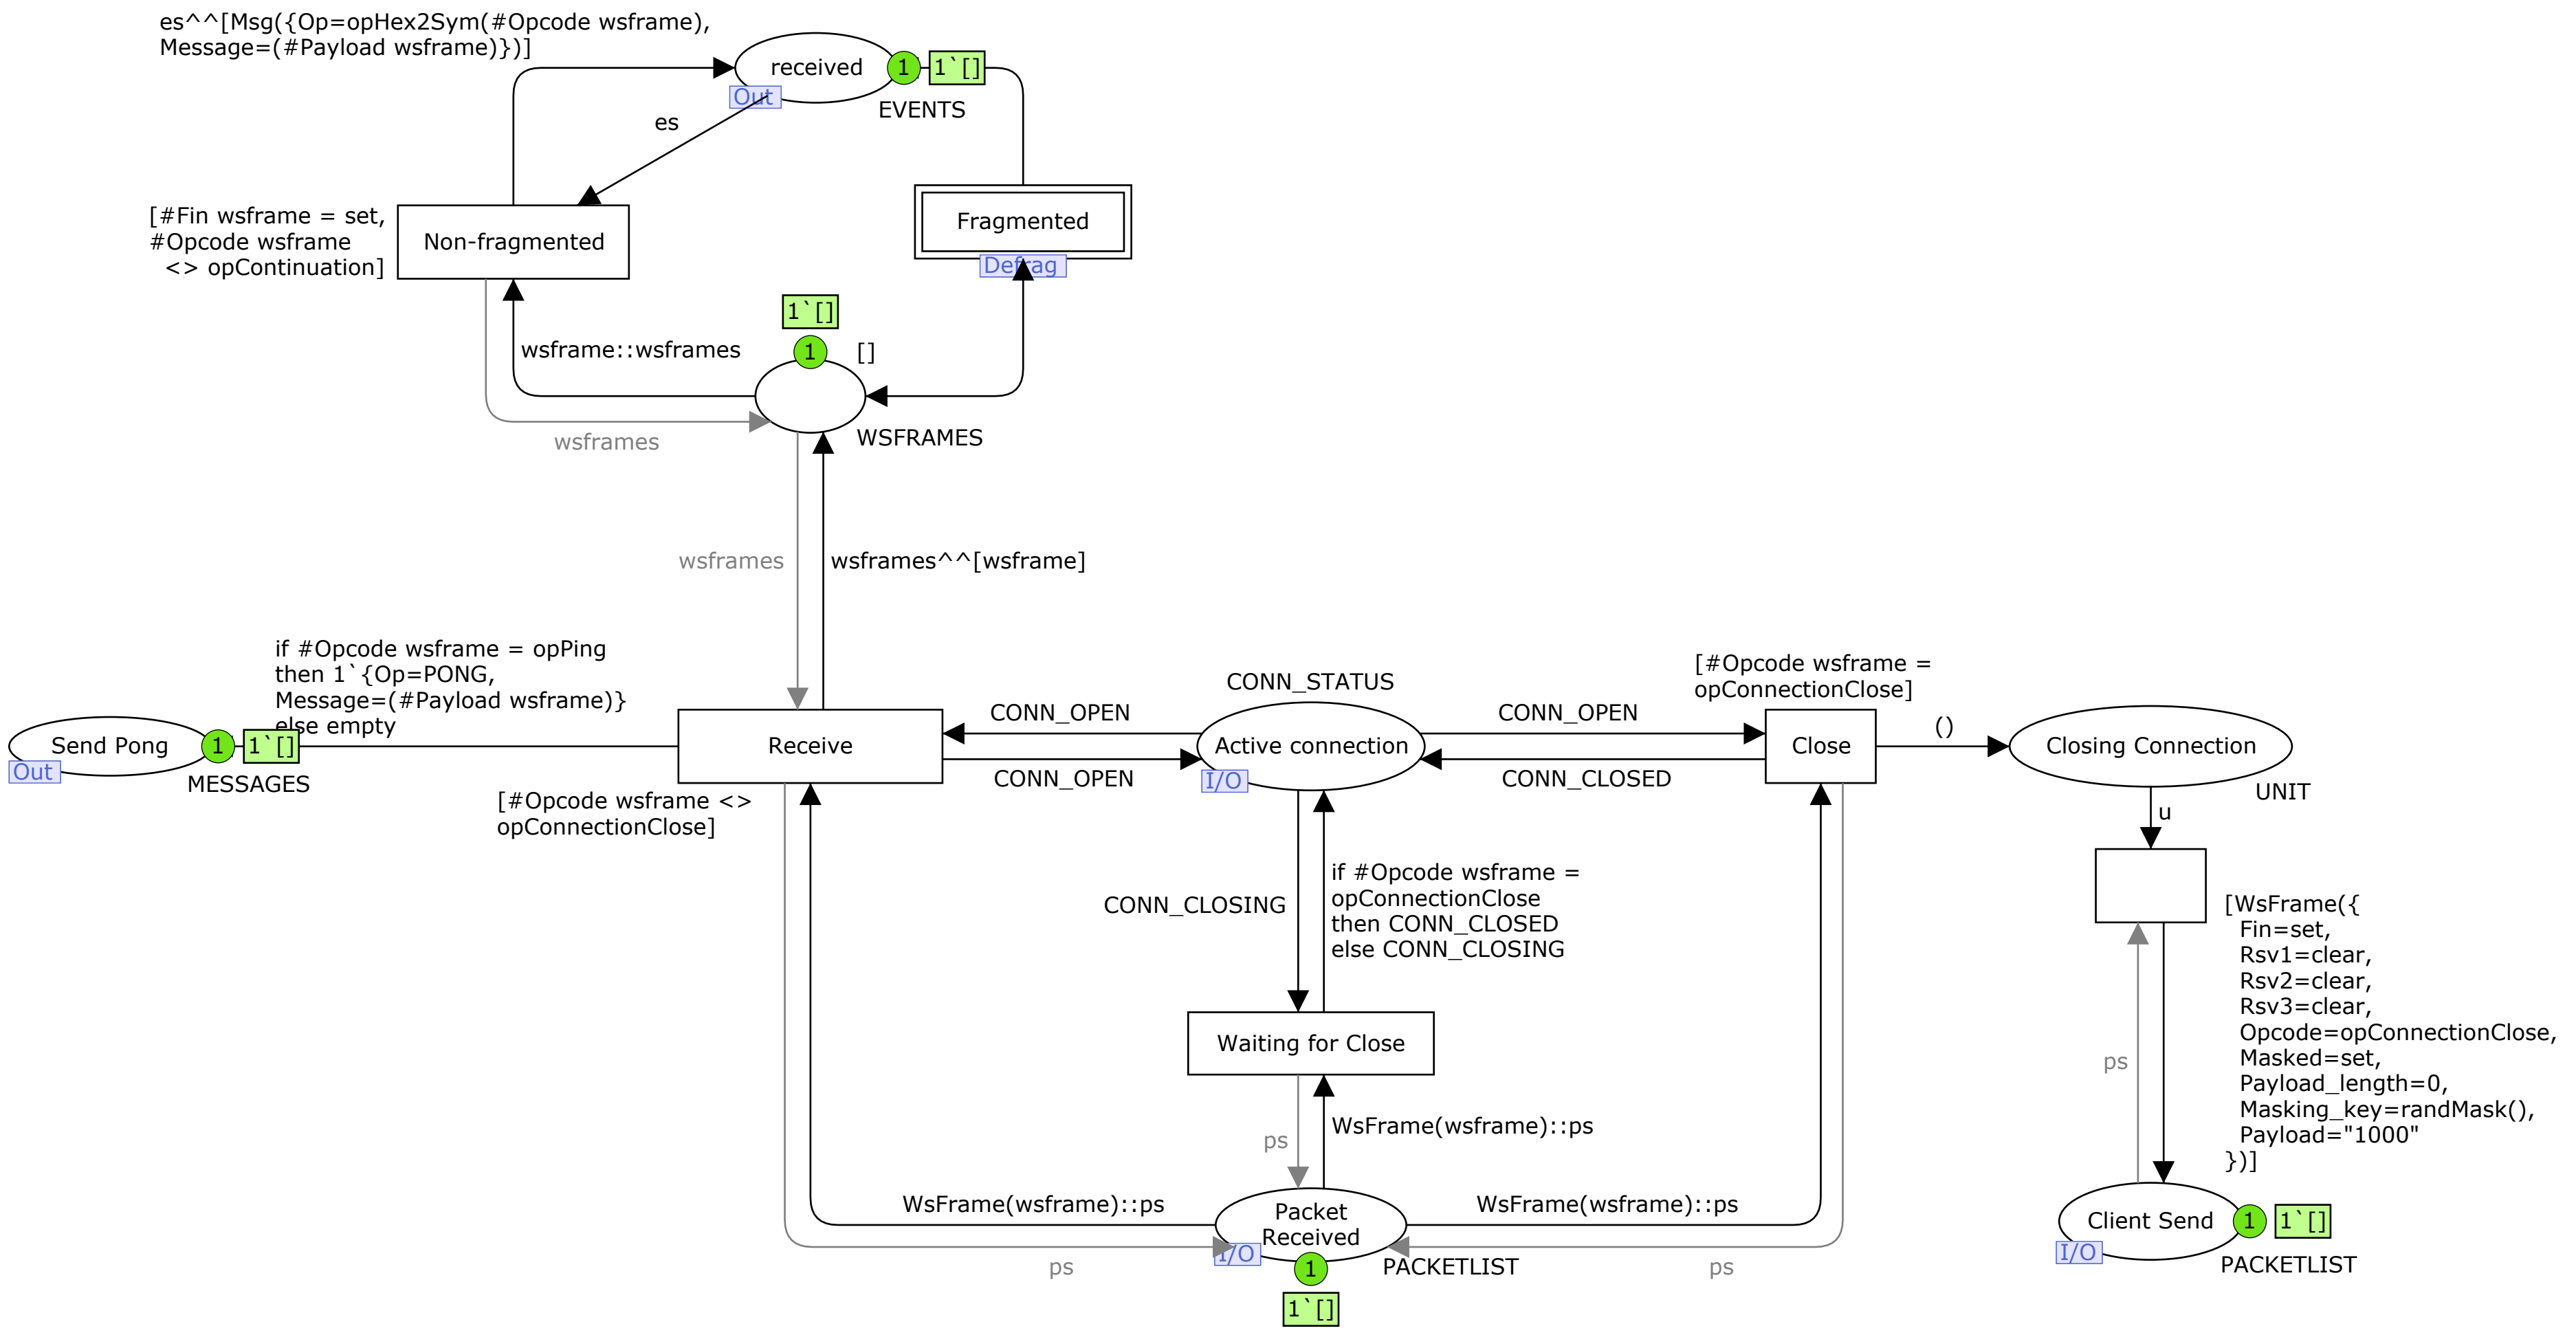 es^^[Msg({Op=opHex2Sym(#Opcode wsframe),
Message=(#Payload wsframe)})]
received
1
1`[]
Out
EVENTS
es
[#Fin wsframe = set,
#Opcode wsframe
<> opContinuation]
Non-fragmented
Fragmented
Defrag
1`[]
1
[]
wsframe::wsframes
wsframes
WSFRAMES
wsframes
wsframes^^[wsframe]
if #Opcode wsframe = opPing
then 1`{Op=PONG,
Message=(#Payload wsframe)}
else empty
Send Pong
1
1`[]
Out
MESSAGES
Receive
[#Opcode wsframe <>
opConnectionClose]
CONN_OPEN
CONN_OPEN
CONN_STATUS
Active connection
I/O
CONN_OPEN
CONN_CLOSED
[#Opcode wsframe =
opConnectionClose]
Close
()
Closing Connection
UNIT
u
CONN_CLOSING
if #Opcode wsframe =
opConnectionClose
then CONN_CLOSED
else CONN_CLOSING
Waiting for Close
ps
WsFrame(wsframe)::ps
WsFrame(wsframe)::ps
WsFrame(wsframe)::ps
Packet
Received
I/O
1
1`[]
PACKETLIST
ps
ps
[WsFrame({
Fin=set,
Rsv1=clear,
Rsv2=clear,
Rsv3=clear,
Opcode=opConnectionClose,
Masked=set,
Payload_length=0,
Masking_key=randMask(),
Payload="1000"
})]
ps
Client Send
1
1`[]
I/O
PACKETLIST